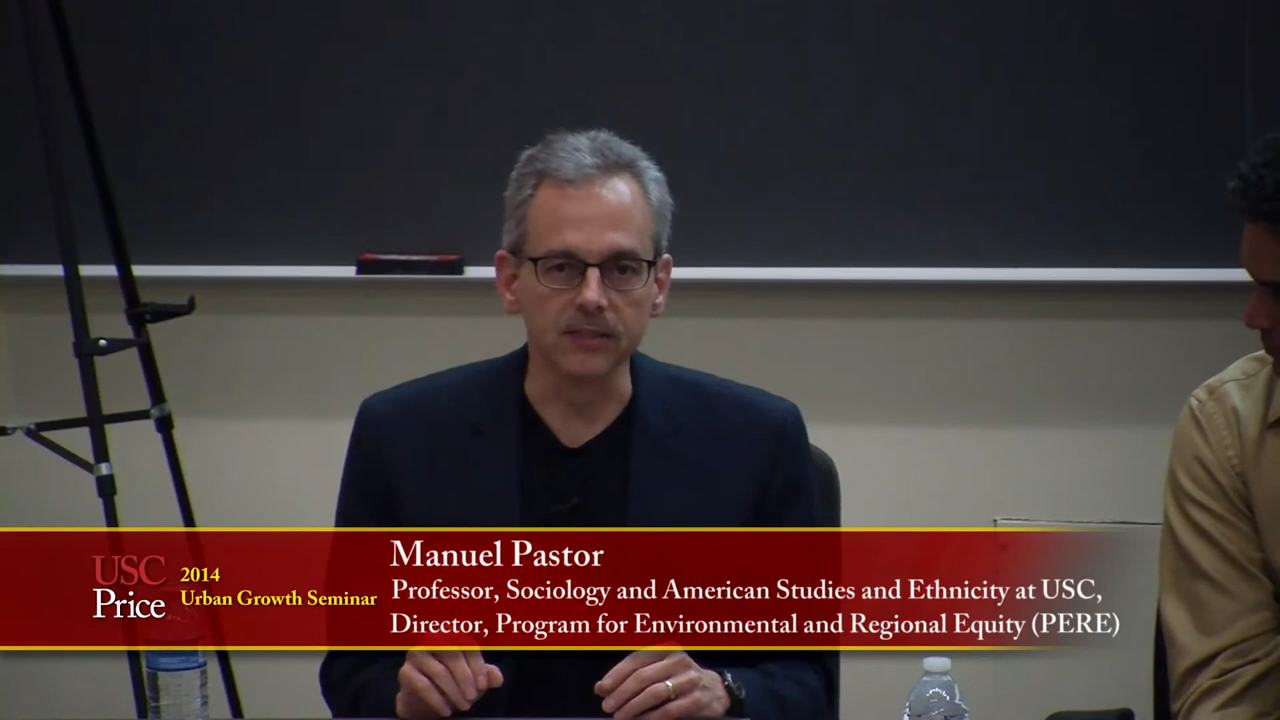 USC
Price
2014
Urban Growth Seminar
Manuel Pastor
Professor, Sociology and American Studies and Ethnicity at USC,
Director, Program for Environmental and Regional Equity (PERE)